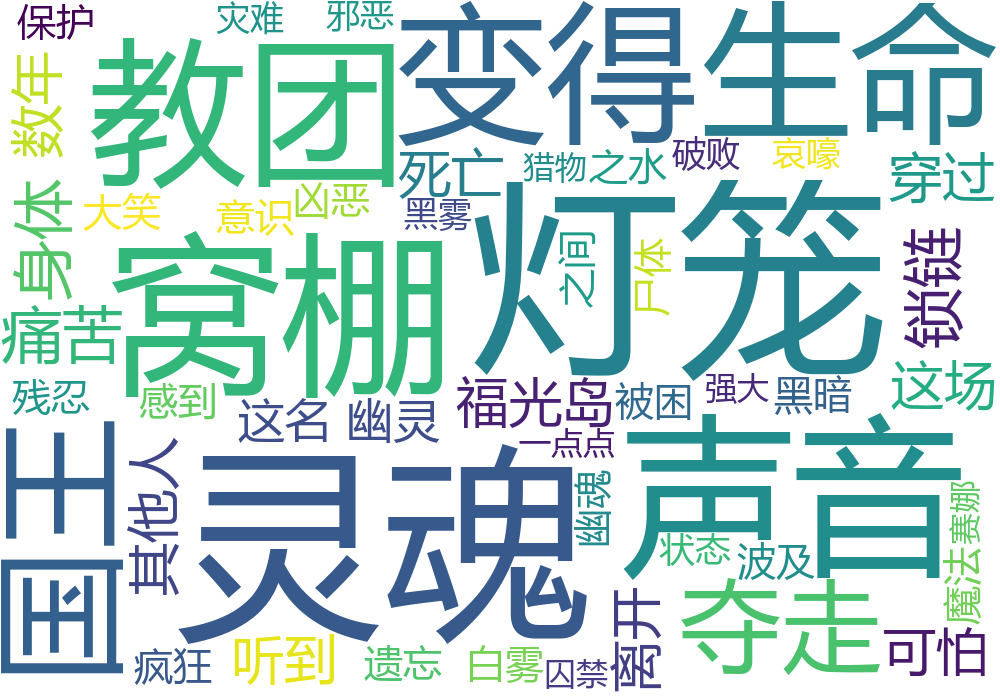 保护
灾难
邪恶
变得
生命
教团
数年
死亡
猎物
之水
破败
哀嚎
穿过
身体
大笑
意识
凶恶
黑雾
灯笼
窝棚
之间
尸体
锁链
痛苦
残忍
感到
这名
幽灵
福光岛
被困
强大
黑暗
这场
一点点
国王
其他人
灵魂
幽魂
声音
状态
波及
魔法
赛娜
夺走
离开
可怕
疯狂
听到
遗忘
白雾
囚禁